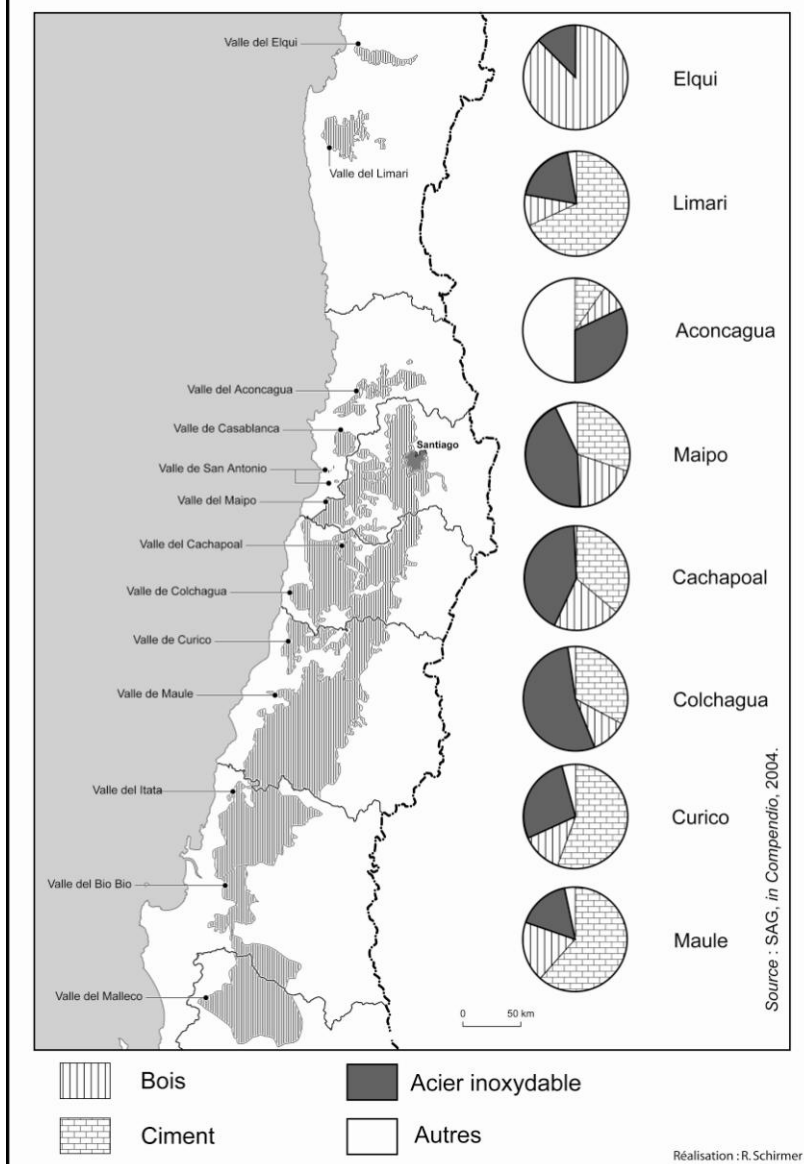 Valle del Elqui
Valle del Limari
Valle del Aconcagua
Valle de Casablanca
Santiago
Valle de San Antonio
Valle del Maipo
Valle del Cachapoal
Valle de Colchagua
Valle de Curico
Valle de Maule
Valle del Itata
Valle del Bio Bio
Valle del Malleco
0 50 km
Elqui
Limari
Aconcagua
Maipo
Cachapoal
Colchagua
Curico
Maule
Source : SAG, in Compendio, 2004.
Bois
Acier inoxydable
Ciment
Autres
Réalisation : R. Schirmer